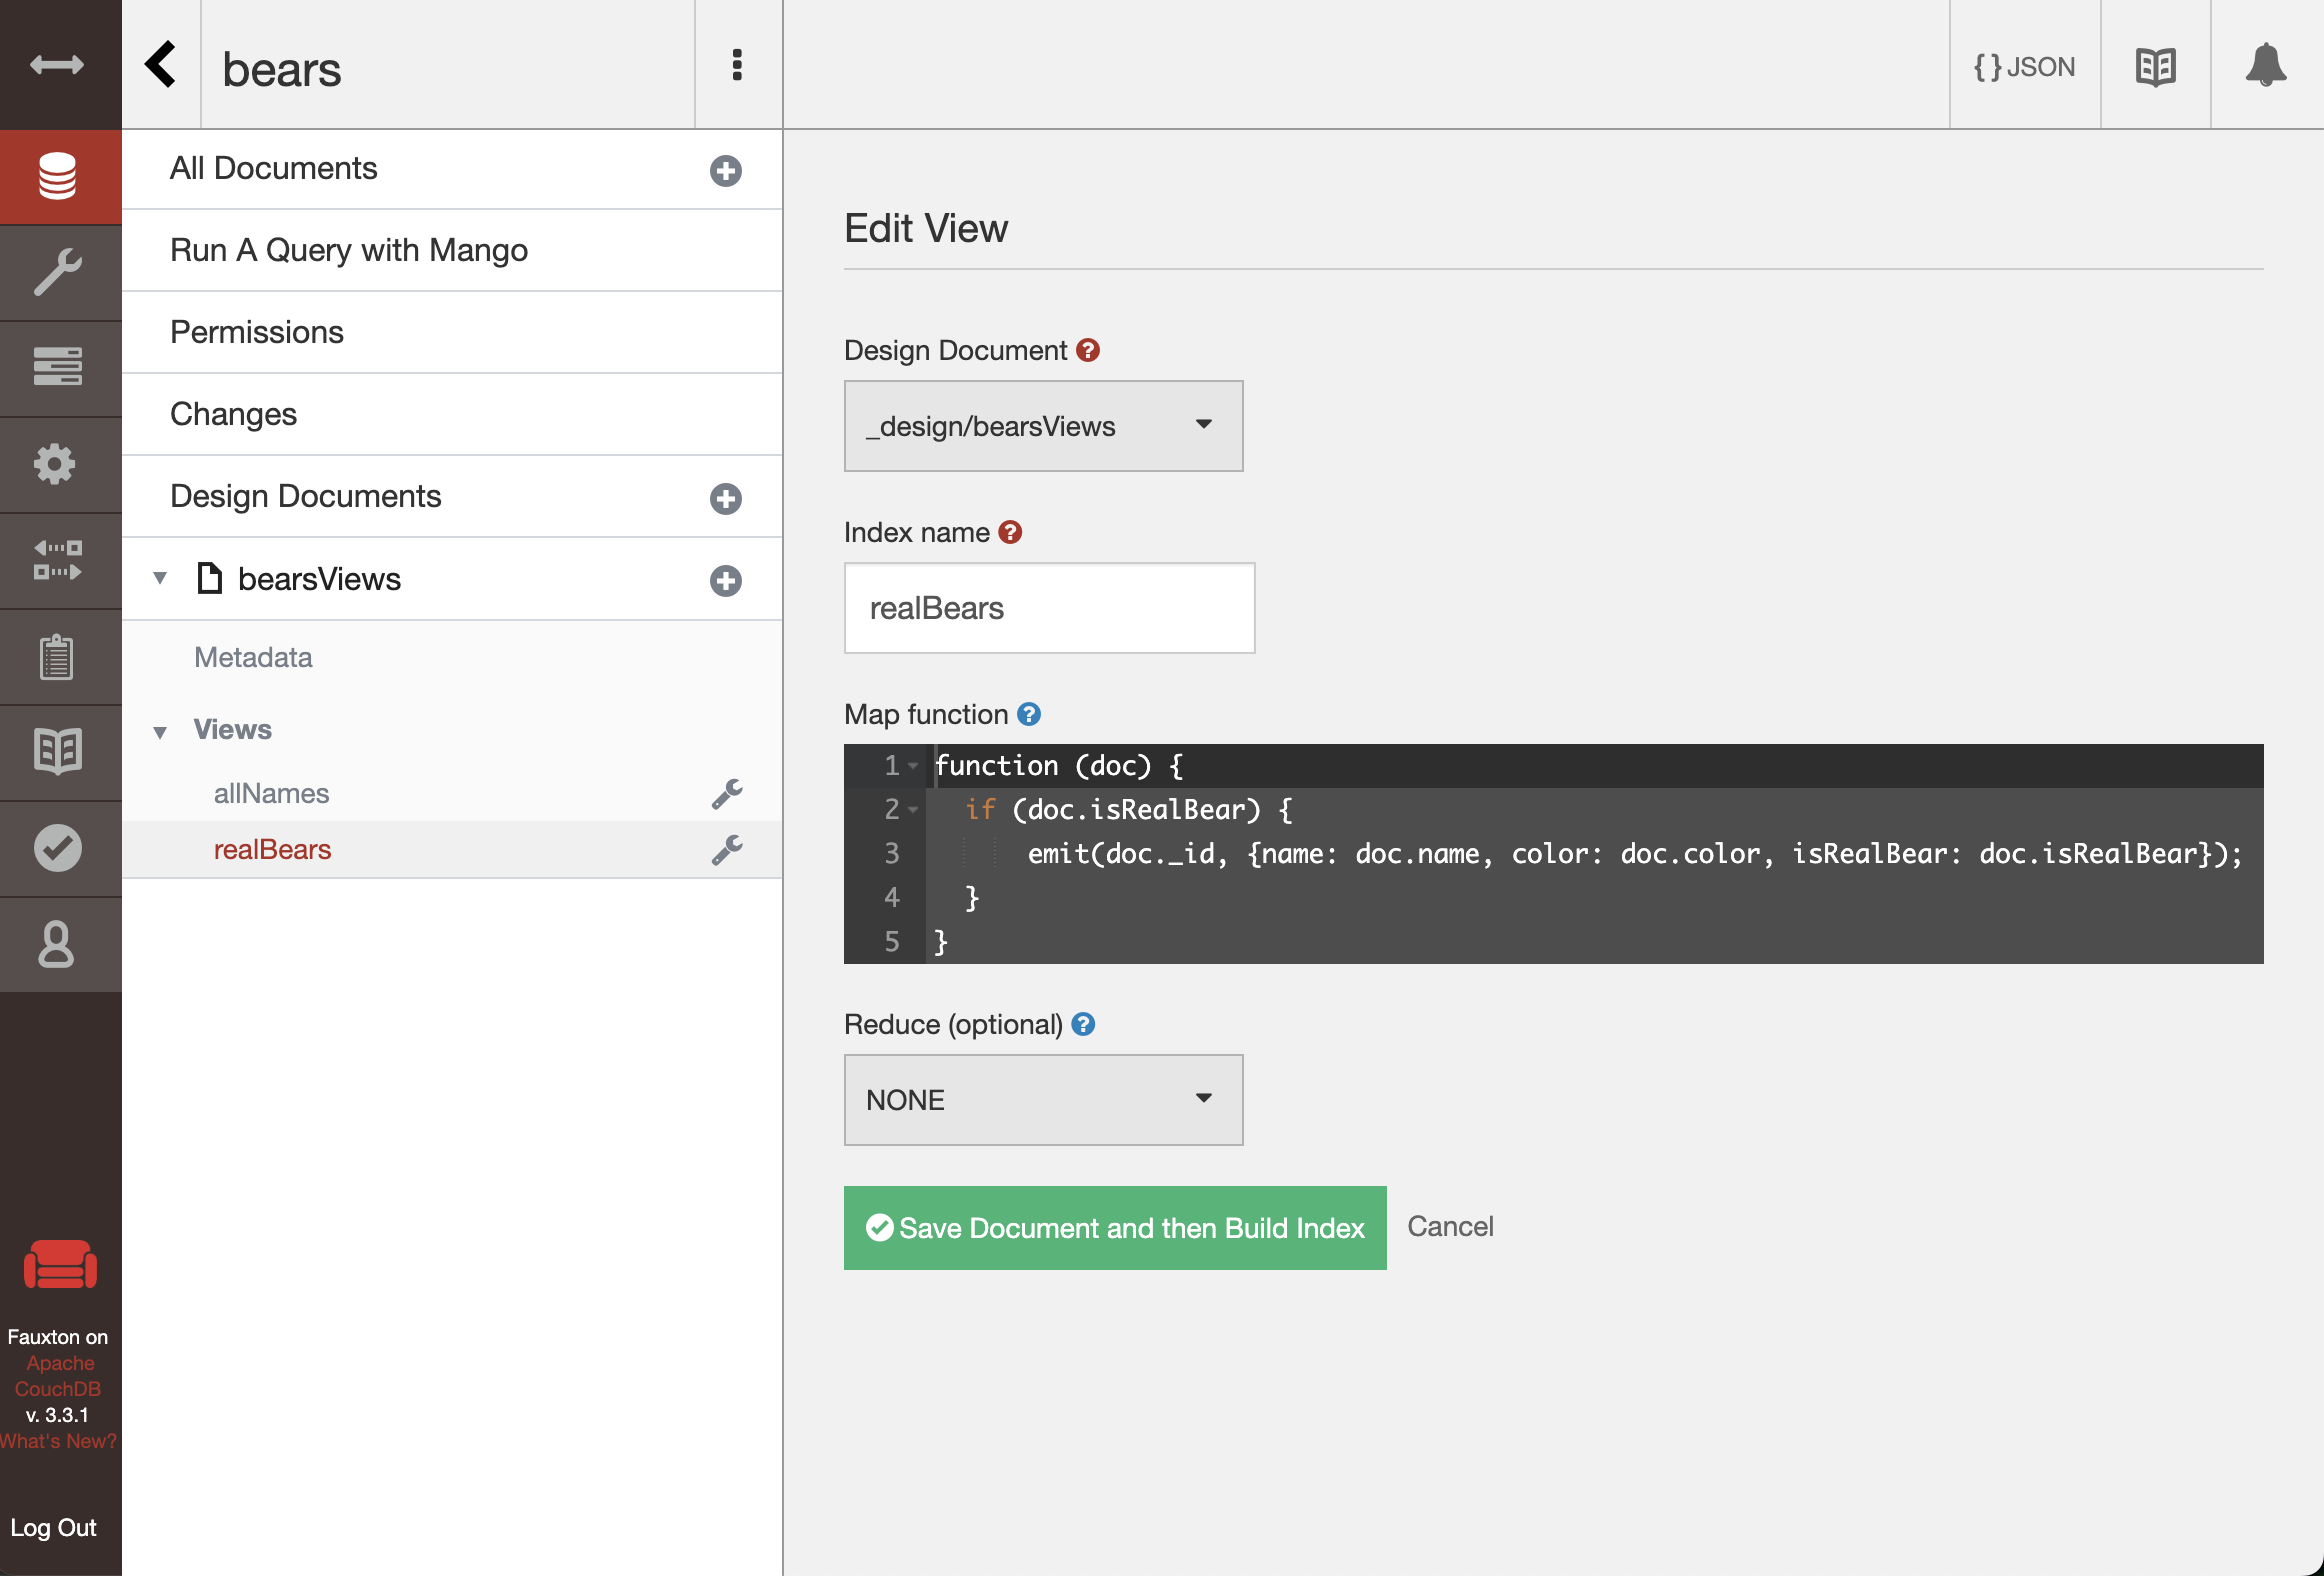 bears
{ } JSON
All Documents
Run A Query with Mango
Permissions
Changes
Design Documents
bearsViews
Metadata
Views
allNames
realBears
Fauxton on
Apache
CouchDB
v. 3.3.1
What's New?
Log Out
Edit View
Design Document ?
_design/bearsViews
Index name ?
realBears
Map function ?
1 function (doc) {
2   if (doc.isRealBear) {
3       emit(doc._id, {name: doc.name, color: doc.color, isRealBear: doc.isRealBear});
4   }
5 }
Reduce (optional) ?
NONE
Save Document and then Build Index
Cancel